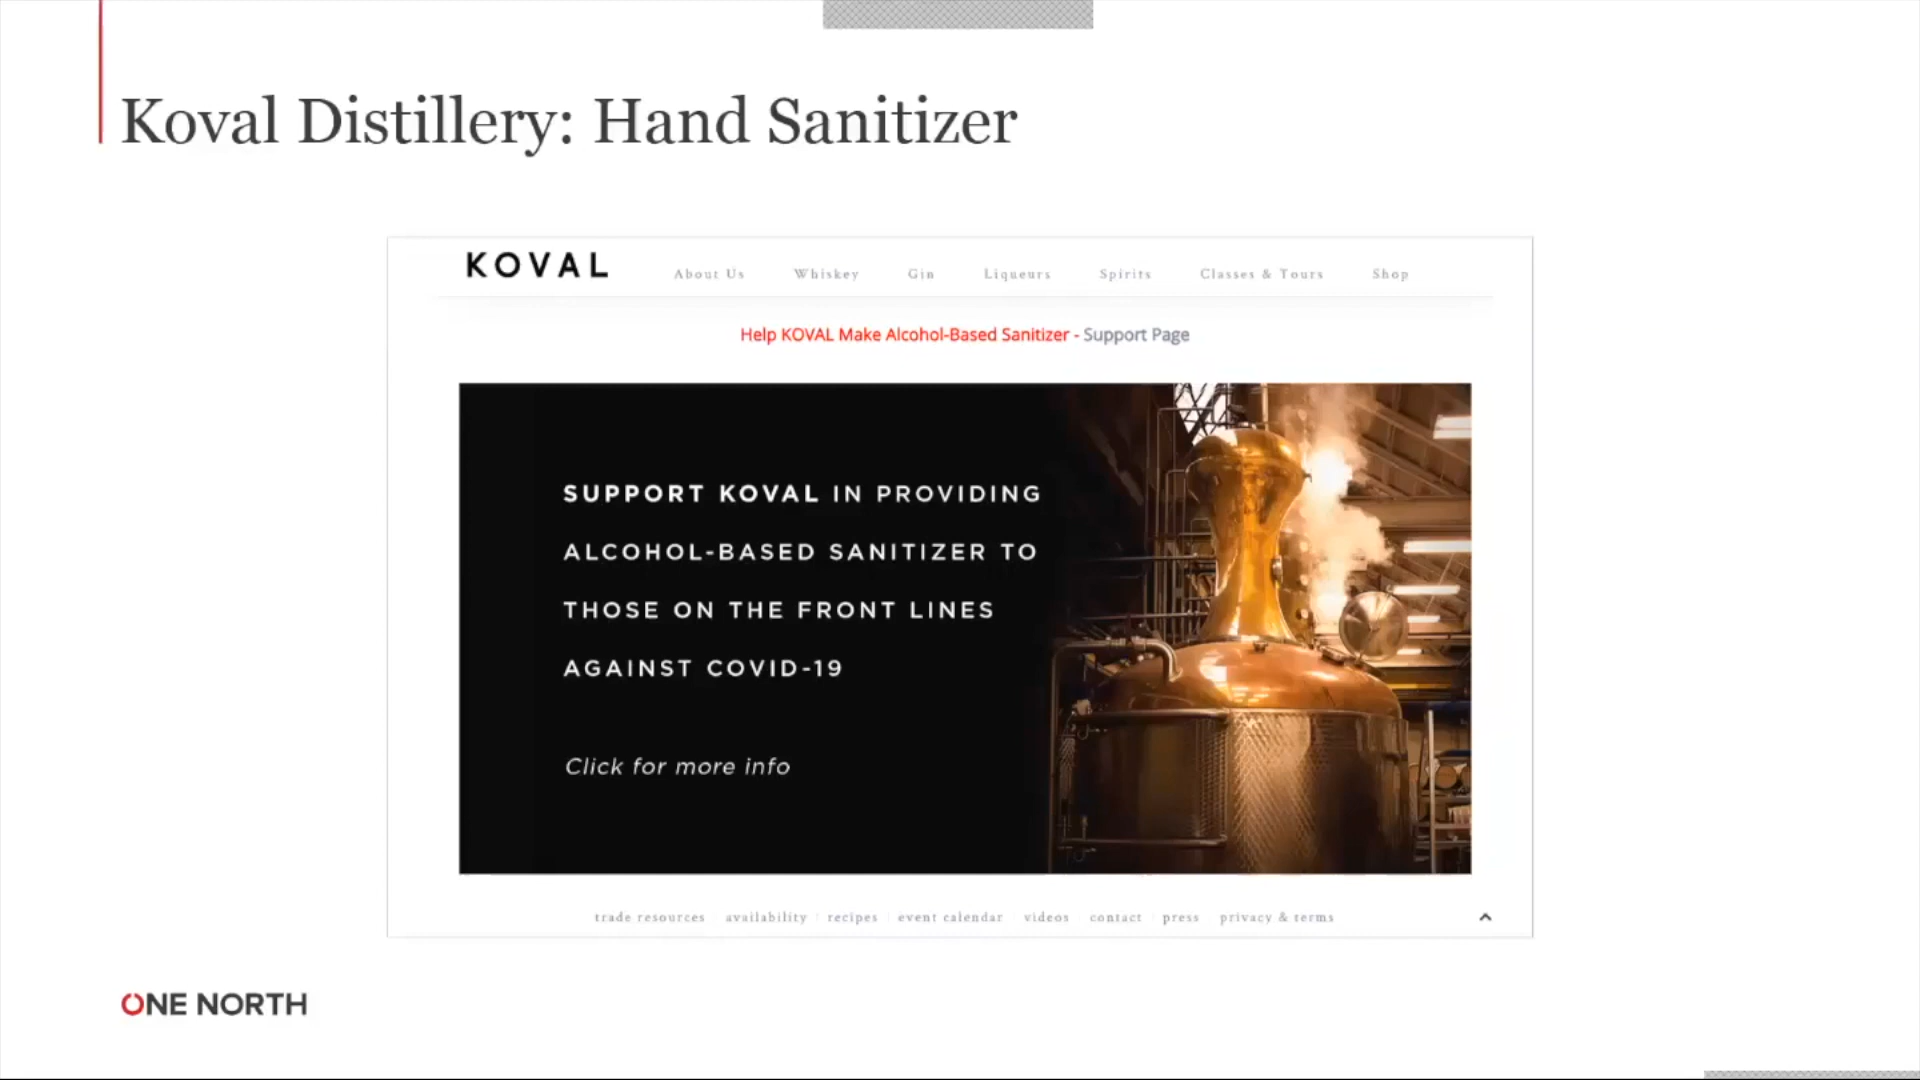 Koval Distillery: Hand Sanitizer
KOVAL
About Us Whiskey Gin Liqueurs Spirits Classes & Tours Shop
Help KOVAL Make Alcohol-Based Sanitizer - Support Page
SUPPORT KOVAL IN PROVIDING
ALCOHOL-BASED SANITIZER TO
THOSE ON THE FRONT LINES
AGAINST COVID-19
Click for more info
trade resources availability recipes event calendar videos contact press privacy & terms
ONE NORTH